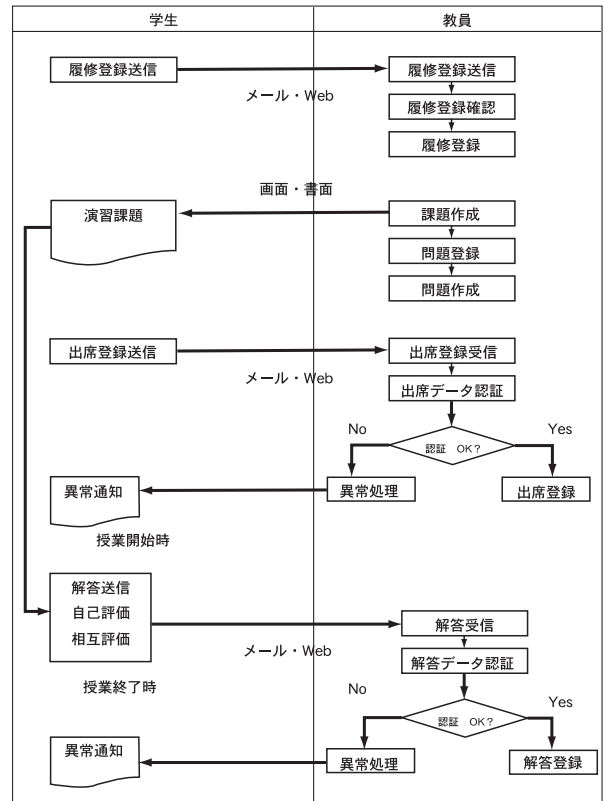 学生
教員
履修登録送信
履修登録送信
メール・Web
履修登録確認
履修登録
画面・書面
演習課題
課題作成
問題登録
問題作成
出席登録送信
出席登録受信
メール・Web
出席データ認証
No
Yes
認証 OK?
異常通知
異常処理
出席登録
授業開始時
解答送信
自己評価
相互評価
解答受信
メール・Web
解答データ認証
授業終了時
No
Yes
認証 OK?
異常通知
異常処理
解答登録